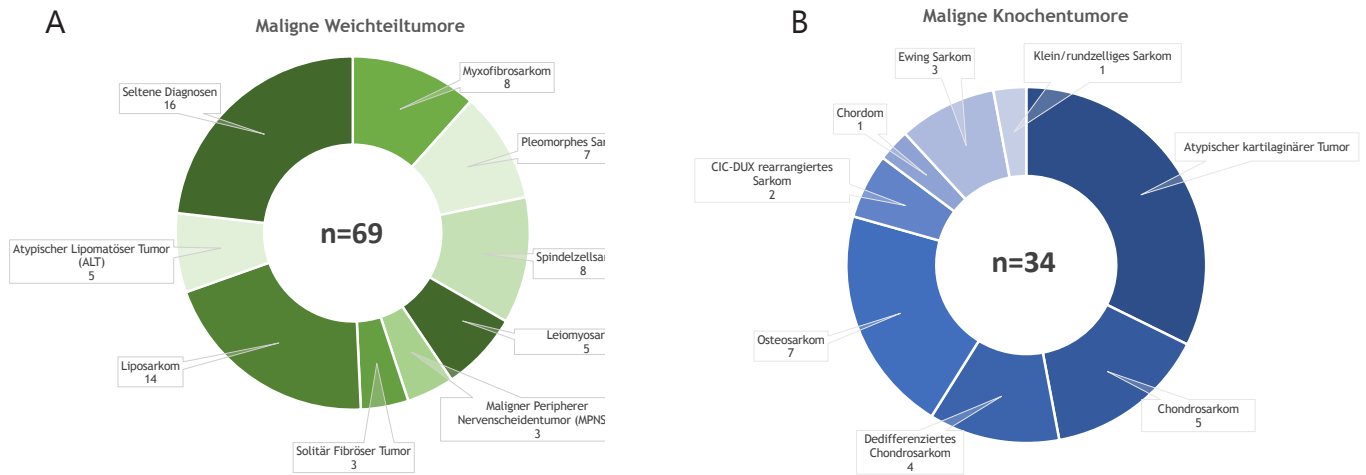 A
Maligne Weichteiltumore
Myxofibrosarkom
8
Pleomorphes Sar
7
Spindelzellsar
8
Leiomyosar
5
Maligner Peripherer
Nervenscheidentumor (MPNS
3
Solitär Fibröser Tumor
3
Liposarkom
14
Atypischer Lipomatöser Tumor
(ALT)
5
Seltene Diagnosen
16
n=69
B
Maligne Knochentumore
Klein/rundzelliges Sarkom
1
Atypischer kartilaginärer Tumor
Chondrosarkom
5
Dedifferenziertes
Chondrosarkom
4
Osteosarkom
7
CIC-DUX rearrangiertes
Sarkom
2
Chordom
1
Ewing Sarkom
3
n=34